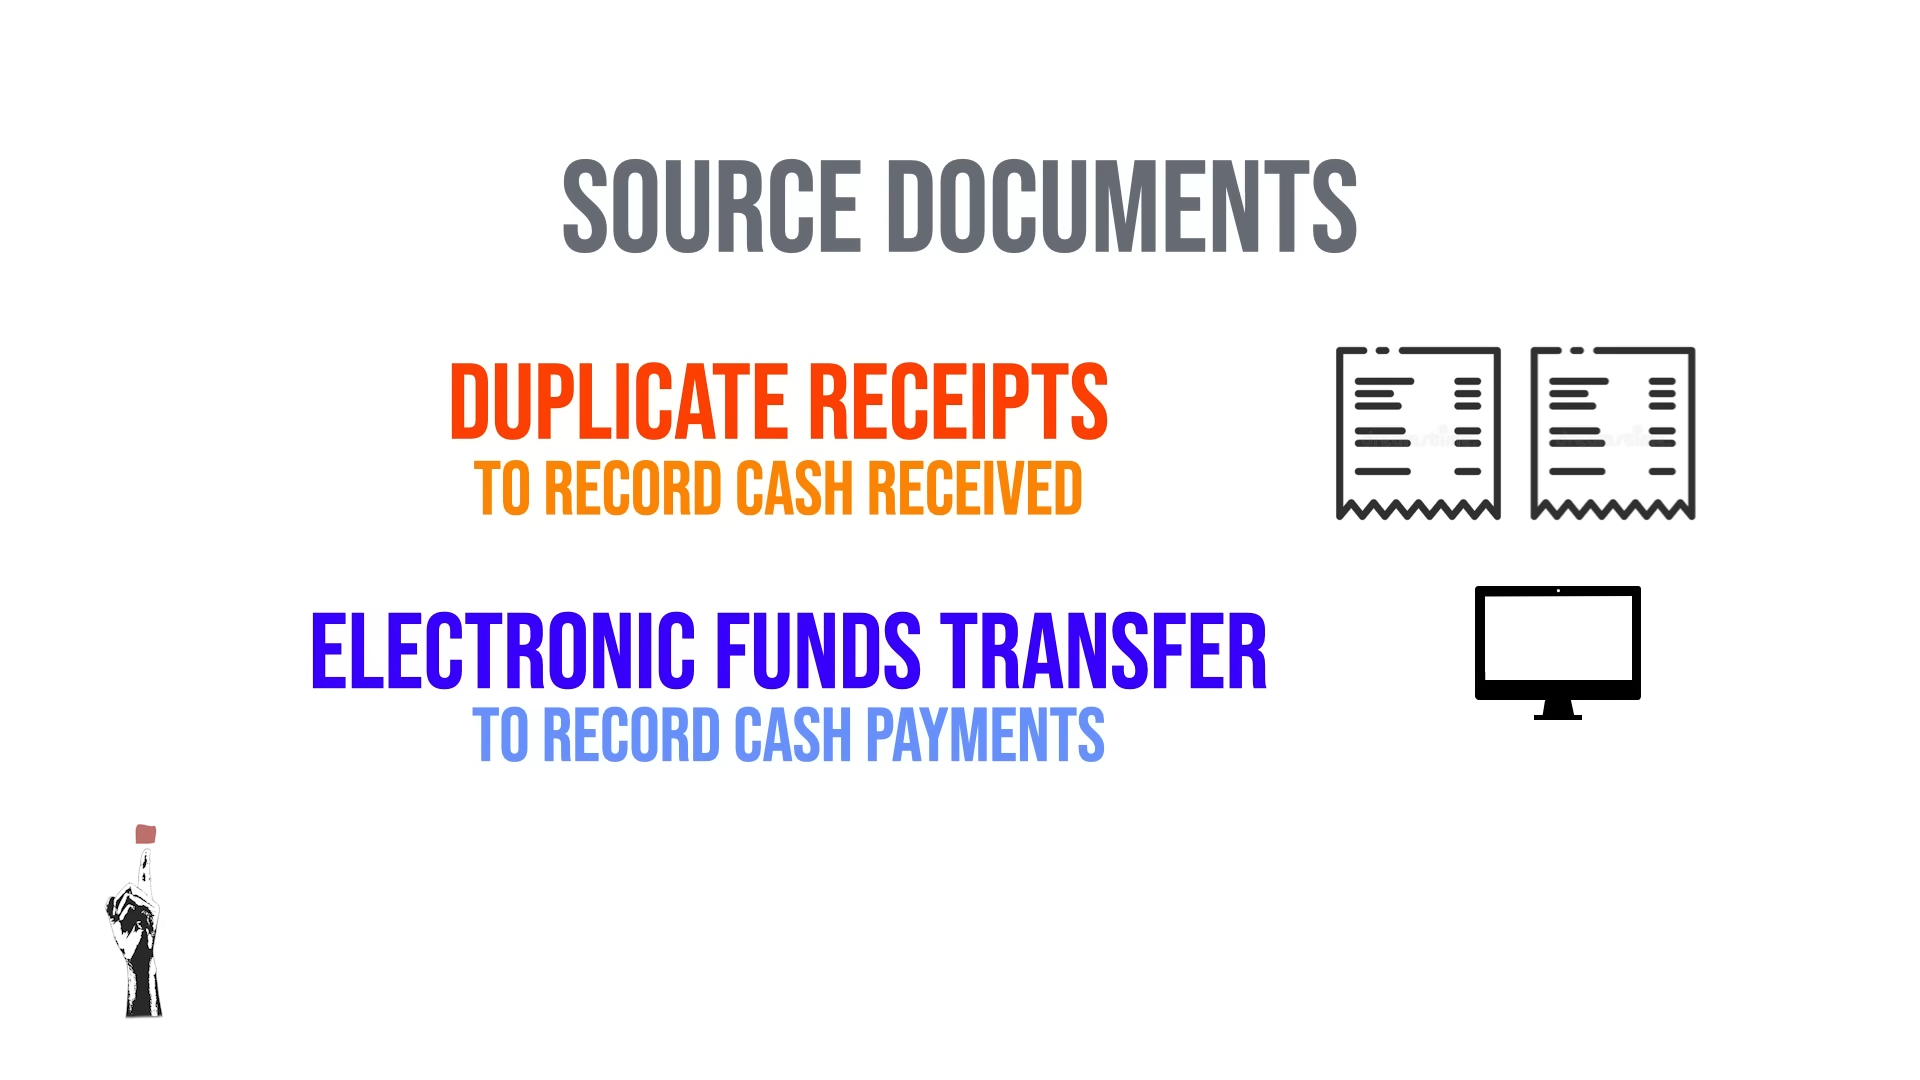 SOURCE DOCUMENTS
DUPLICATE RECEIPTS
TO RECORD CASH RECEIVED
ELECTRONIC FUNDS TRANSFER
TO RECORD CASH PAYMENTS